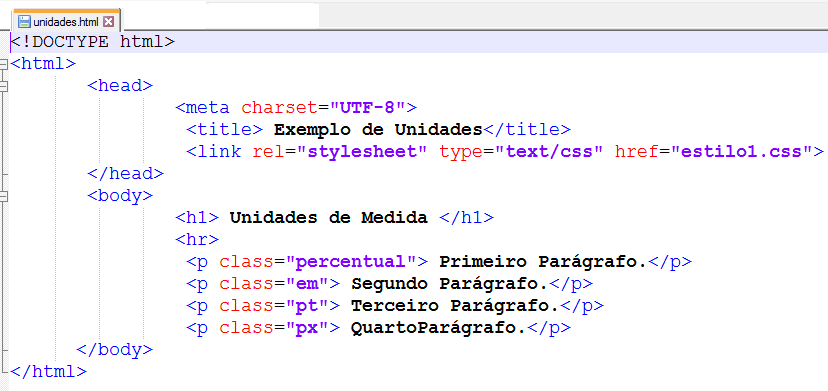 unidades.html
<!DOCTYPE html>
<html>
<head>
<meta charset="UTF-8">
<title> Exemplo de Unidades</title>
<link rel="stylesheet" type="text/css" href="estilo1.css">
</head>
<body>
<h1> Unidades de Medida </h1>
<hr>
<p class="percentual"> Primeiro Parágrafo.</p>
<p class="em"> Segundo Parágrafo.</p>
<p class="pt"> Terceiro Parágrafo.</p>
<p class="px"> QuartoParágrafo.</p>
</body>
</html>